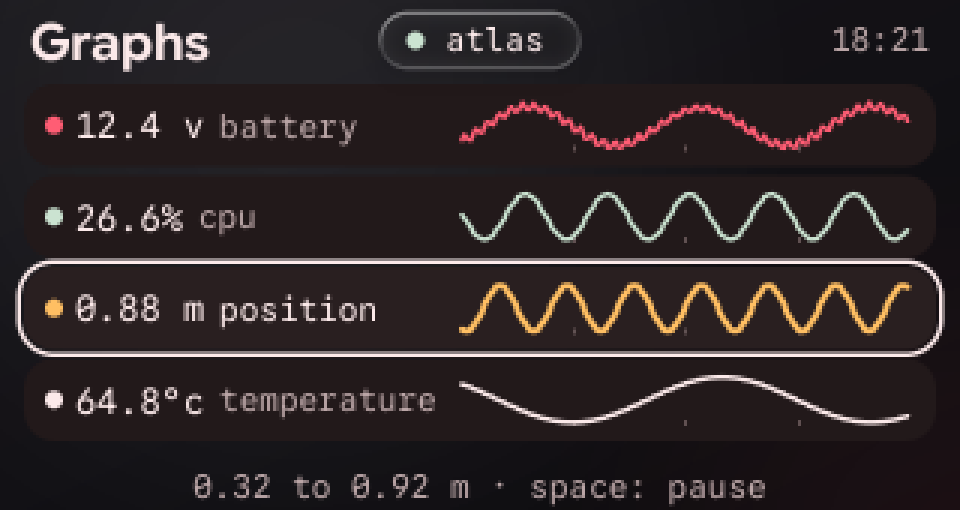 Graphs atlas 18:21
12.4 v battery
26.6% cpu
0.88 m position
64.8°c temperature
0.32 to 0.92 m · space: pause